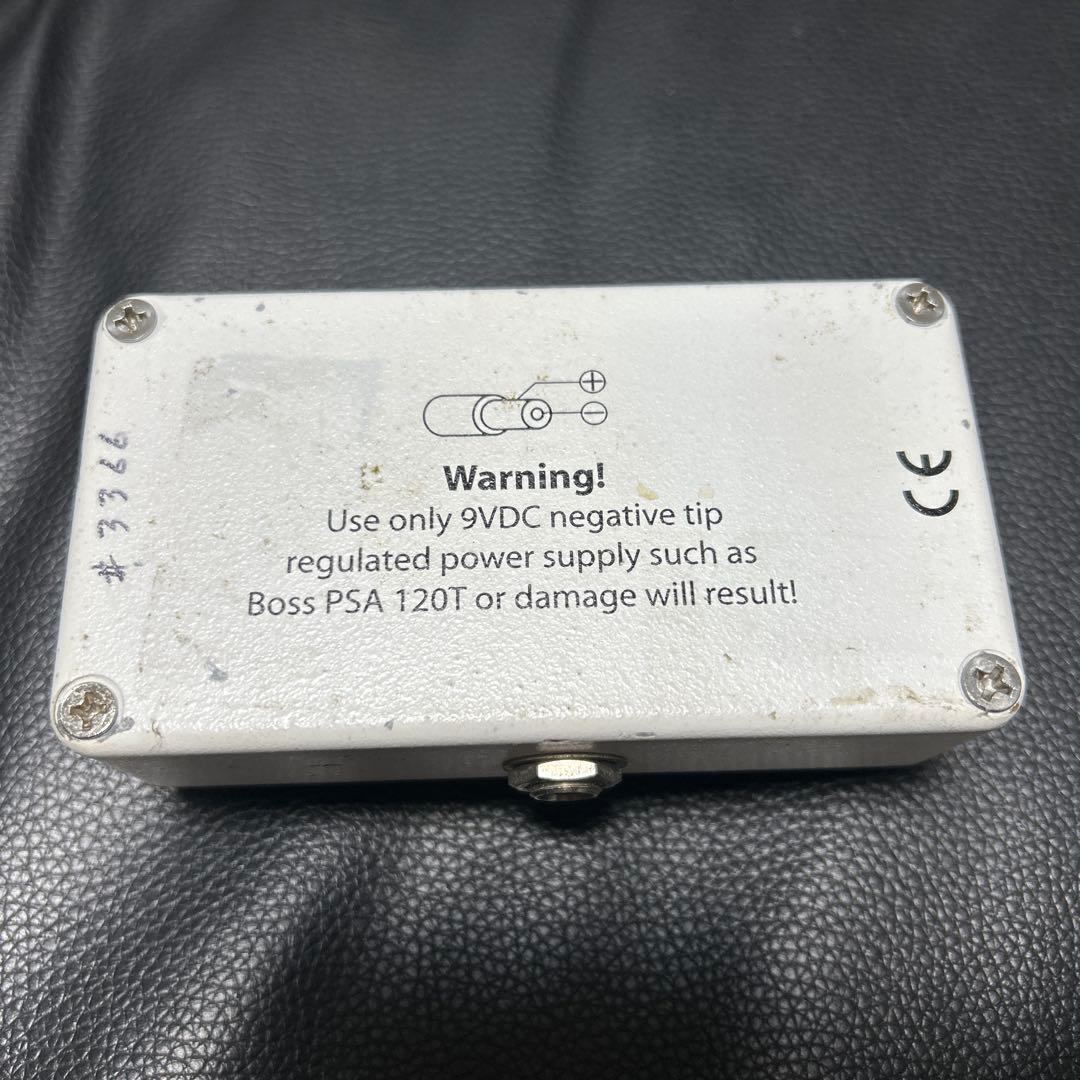 #3366
Warning!
Use only 9VDC negative tip
regulated power supply such as
Boss PSA 120T or damage will result!
CE